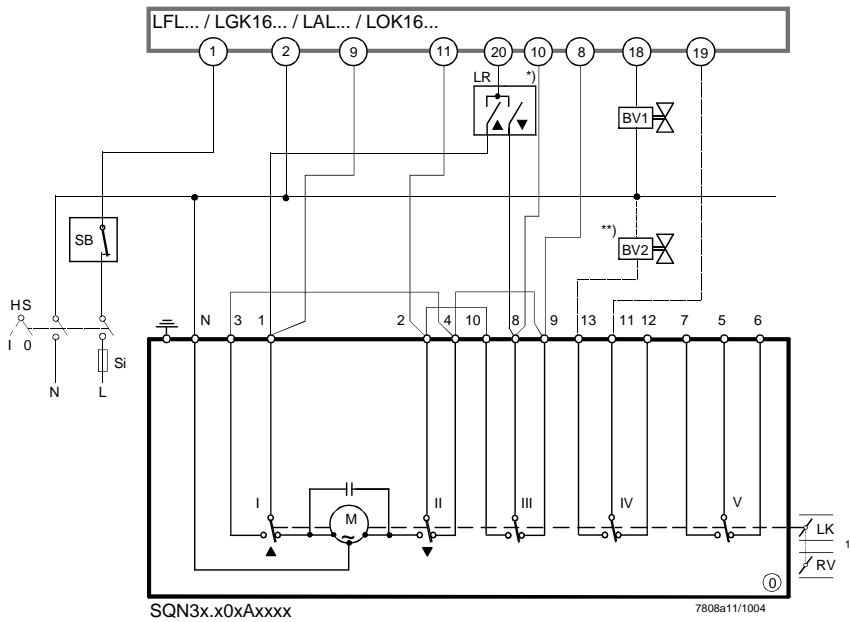 LFL... / LGK16... / LAL... / LOK16...
1 2 9 11 20 10 8 18 19
LR *)
BV1
SB
**)
BV2
HS
I 0
N 3 1 2 4 10 8 9 13 11 12 7 5 6
Si
N L
I II III IV V
M
~
LK
1
RV
0
SQN3x.x0xAxxxx
7808a11/1004